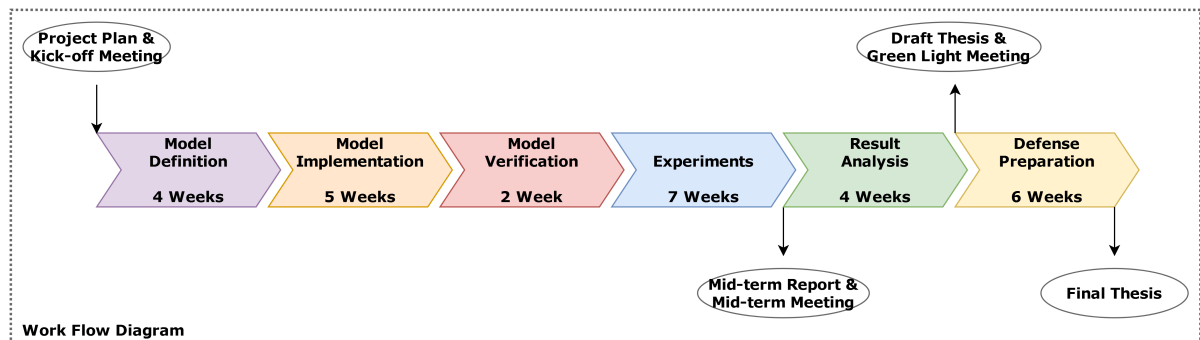 Project Plan &
Kick-off Meeting
Draft Thesis &
Green Light Meeting
Model
Definition
4 Weeks
Model
Implementation
5 Weeks
Model
Verification
2 Week
Experiments
7 Weeks
Result
Analysis
4 Weeks
Defense
Preparation
6 Weeks
Mid-term Report &
Mid-term Meeting
Final Thesis
Work Flow Diagram